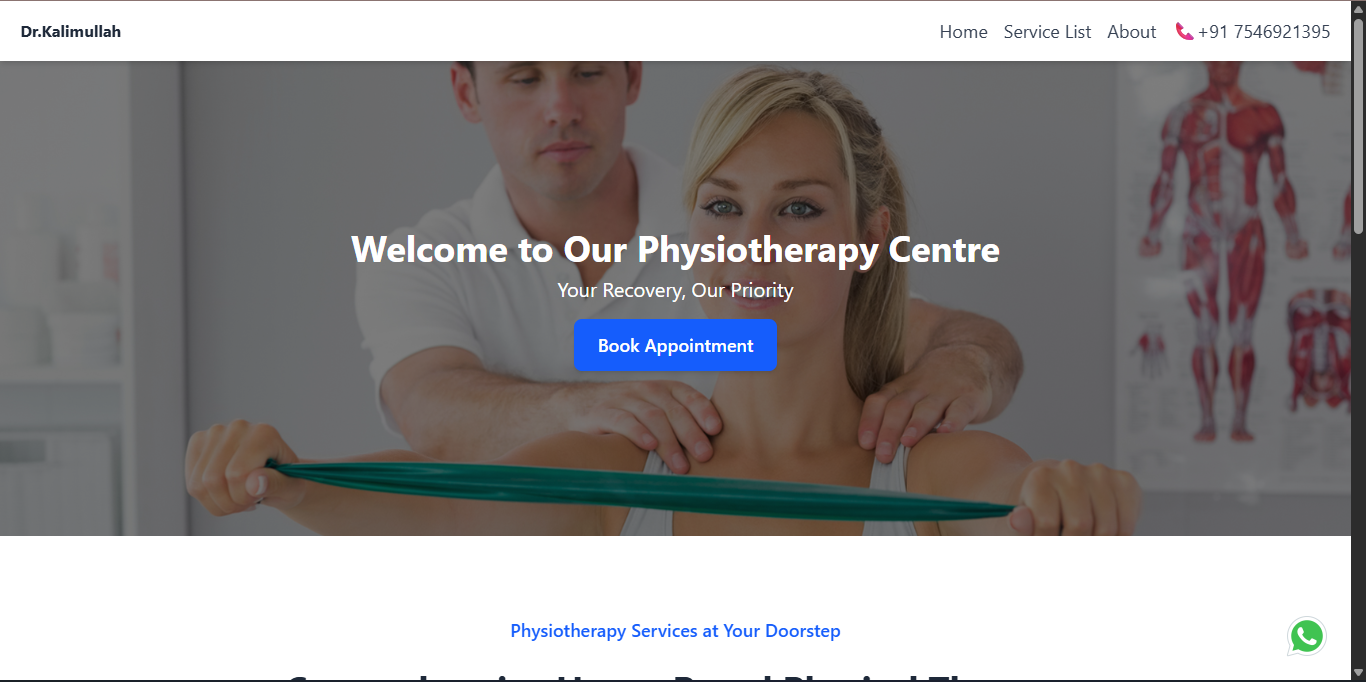 Dr.Kalimullah
Home Service List About 📞 +91 7546921395
Welcome to Our Physiotherapy Centre
Your Recovery, Our Priority
Book Appointment
Physiotherapy Services at Your Doorstep